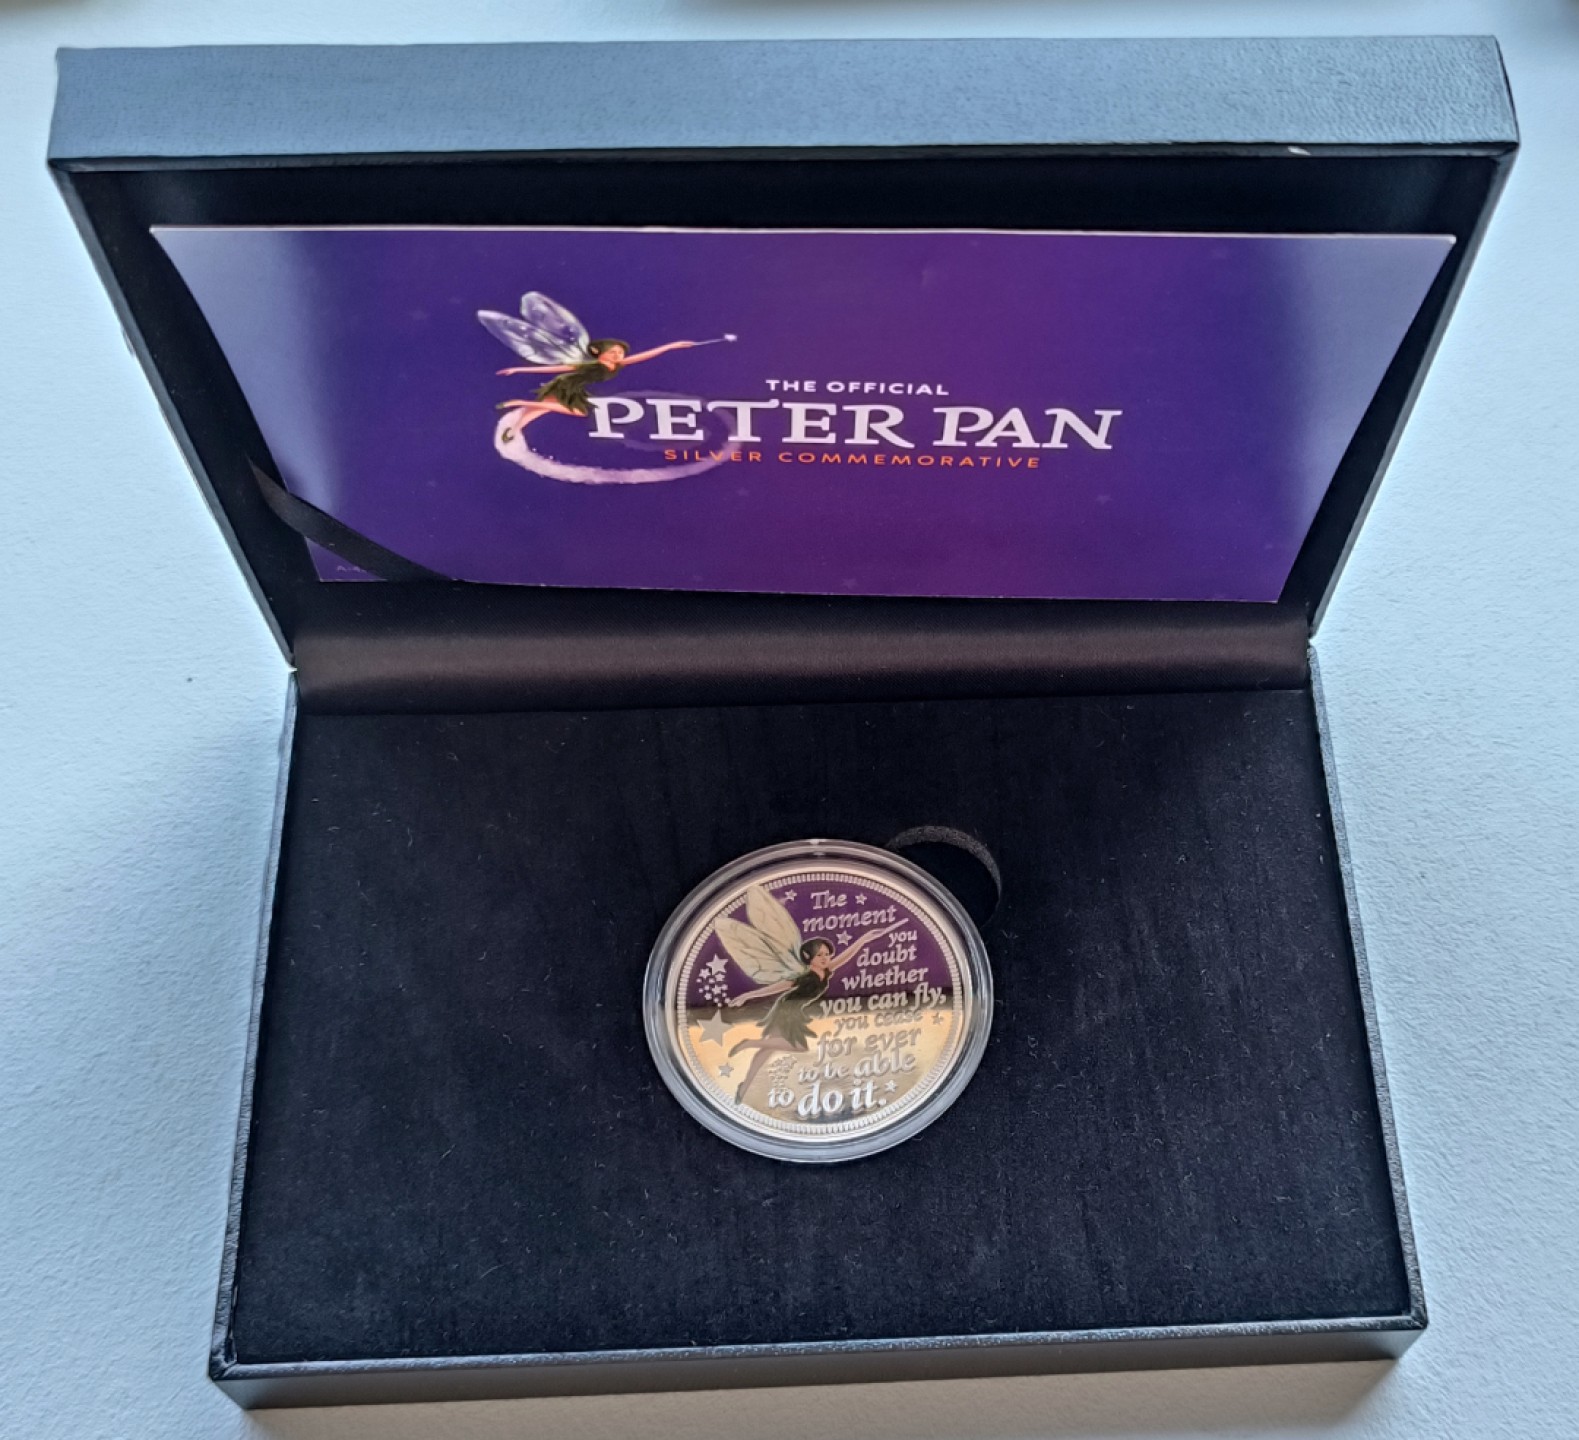 THE OFFICIAL
PETER PAN
SILVER COMMEMORATIVE
The
moment
you
doubt
whether
you can fly,
you cease
for ever
to be able
to do it.